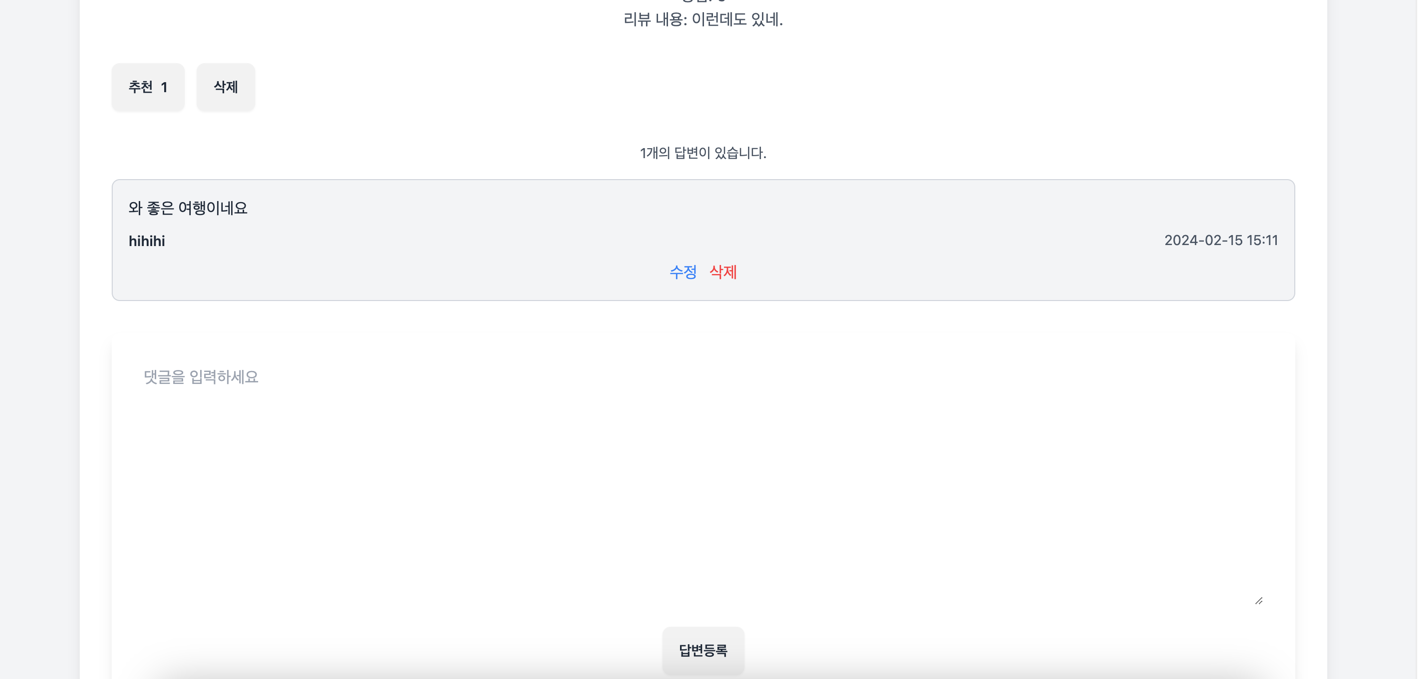 리뷰 내용: 이런데도 있네.
추천 1 삭제
1개의 답변이 있습니다.
와 좋은 여행이네요
hihihi 2024-02-15 15:11
수정 삭제
댓글을 입력하세요
답변등록